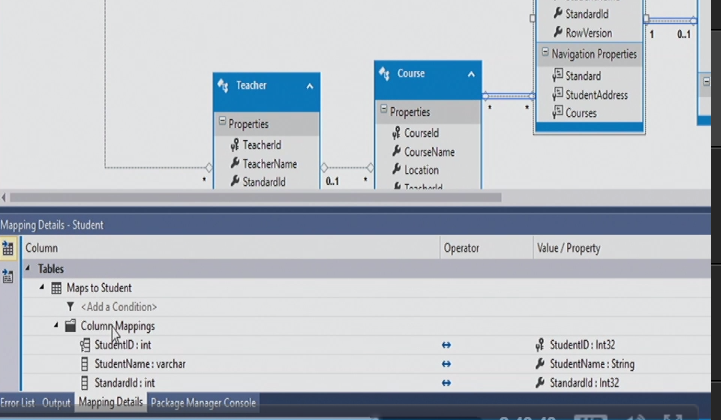 StandardId
RowVersion
1 0..1
Navigation Properties
Standard
StudentAddress
Courses
Course
Properties
CourseId
CourseName
Location
TeacherId
* *
Teacher
Properties
TeacherId
TeacherName
StandardId
* 0..1 *
Mapping Details - Student
Column Operator Value / Property
Tables
Maps to Student
<Add a Condition>
Column Mappings
StudentID : int StudentID : Int32
StudentName : varchar StudentName : String
StandardId : int StandardId : Int32
Error List Output Mapping Details Package Manager Console